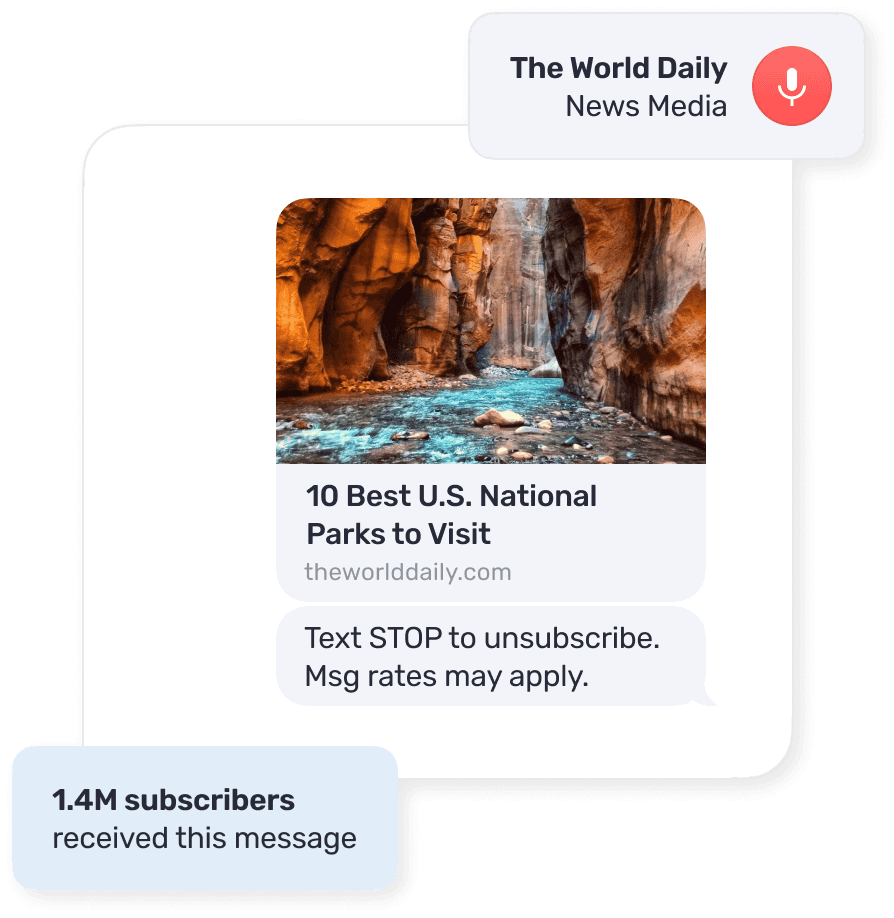 The World Daily
News Media
10 Best U.S. National
Parks to Visit
theworlddaily.com
Text STOP to unsubscribe.
Msg rates may apply.
1.4M subscribers
received this message